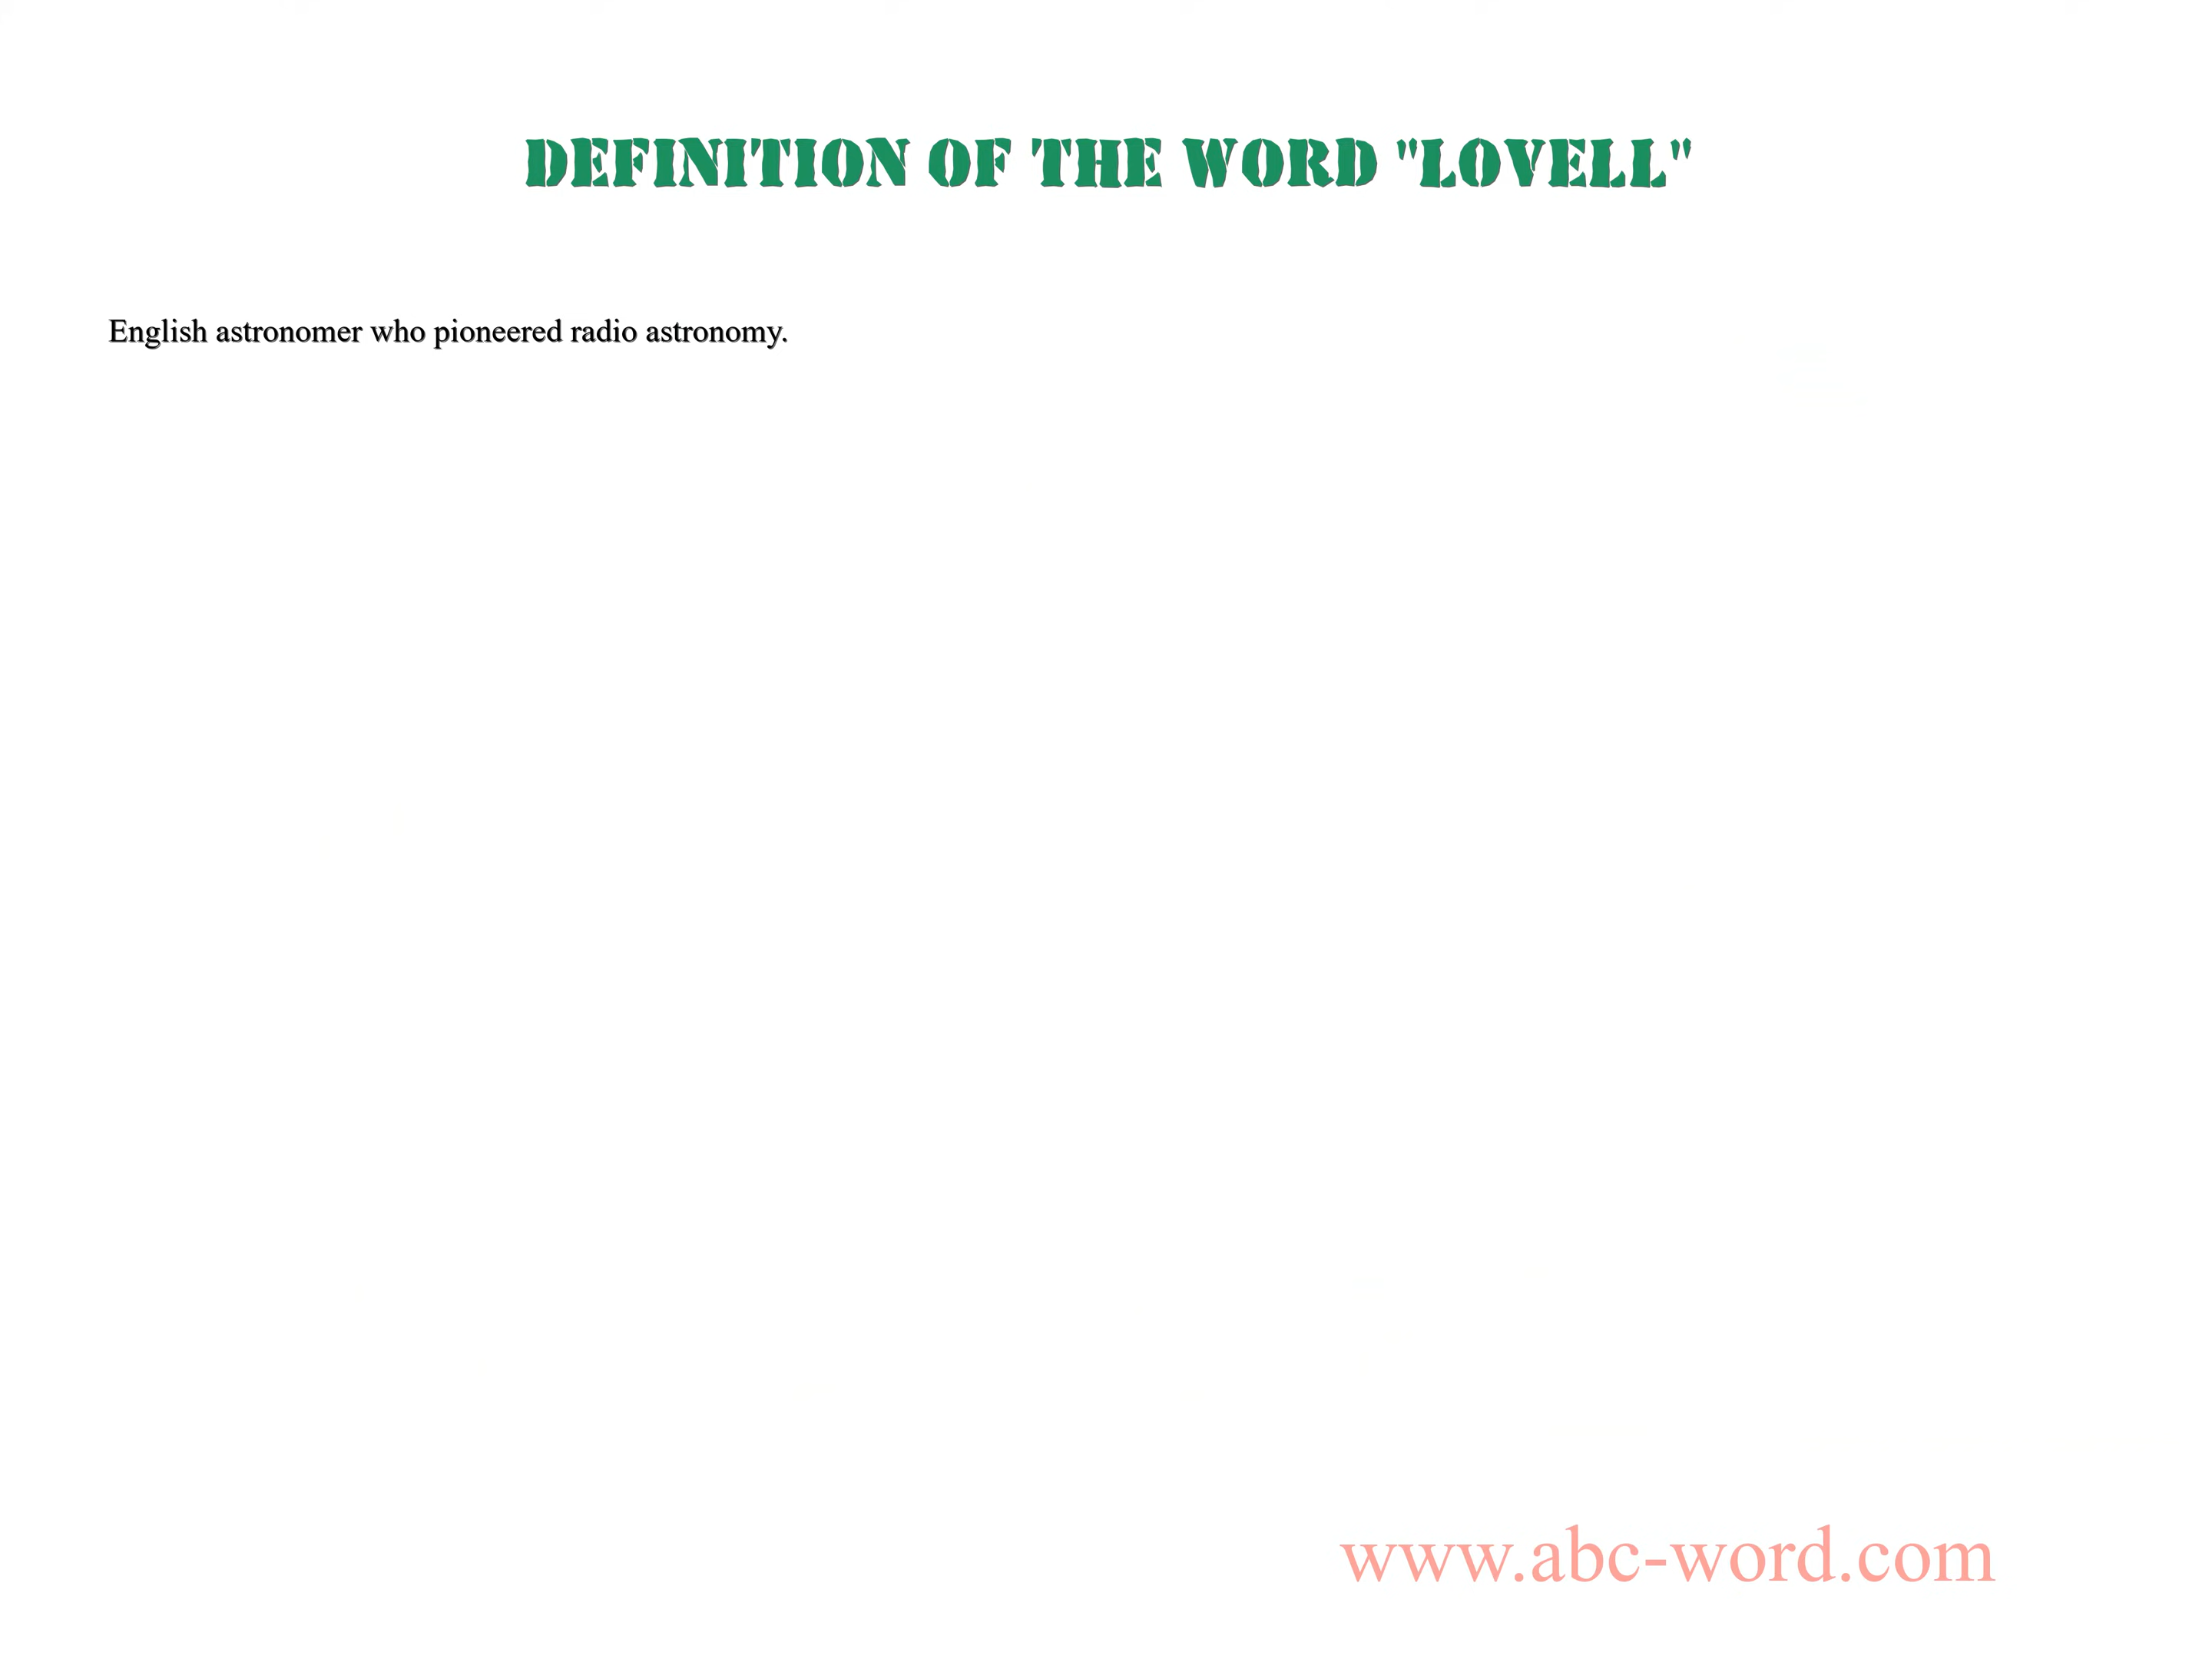 DEFINITION OF THE WORD "LOVELL"
English astronomer who pioneered radio astronomy.
www.abc-word.com